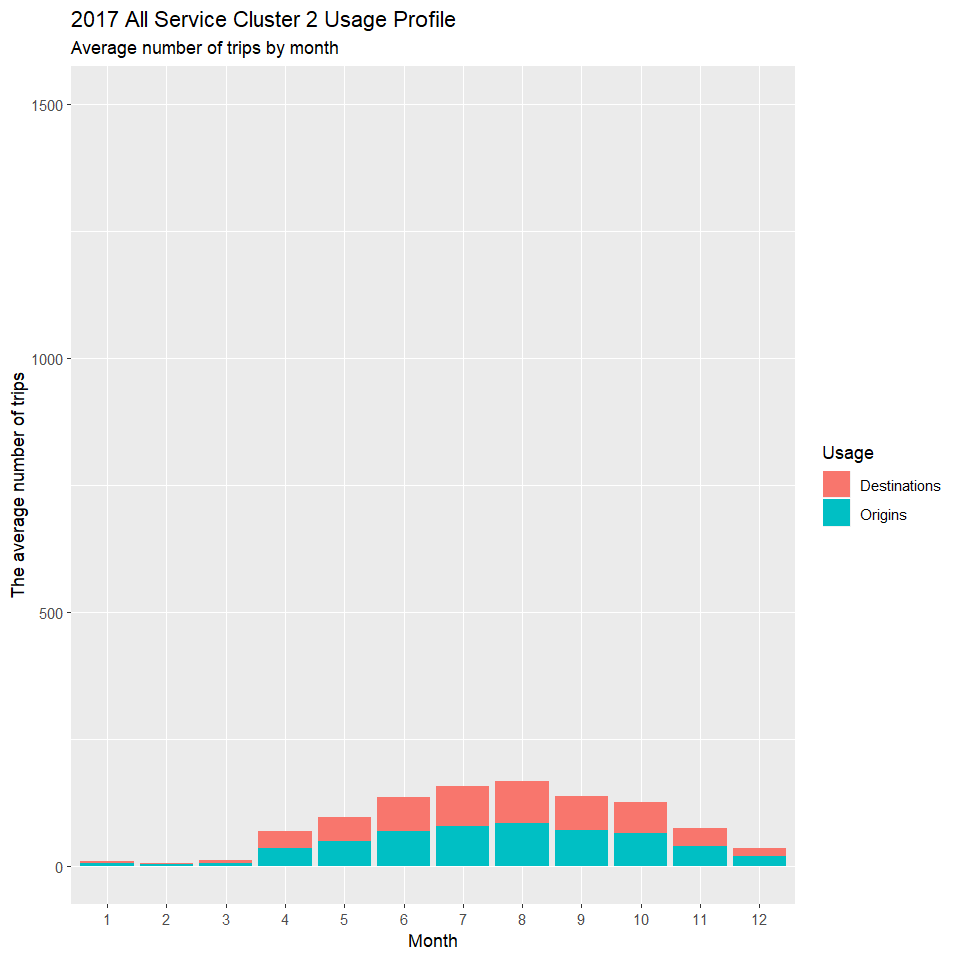 2017 All Service Cluster 2 Usage Profile
Average number of trips by month
The average number of trips
1500
1000
500
0
1 2 3 4 5 6 7 8 9 10 11 12
Month
Usage
Destinations
Origins